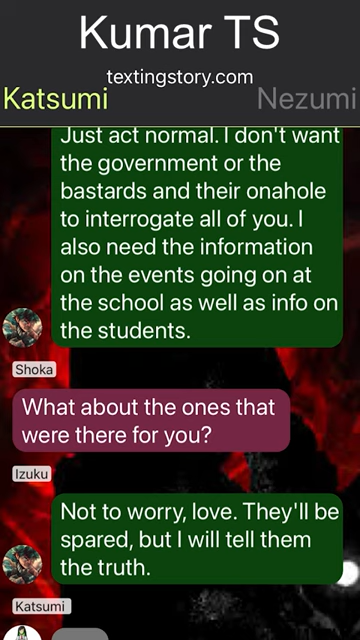 Kumar TS
textingstory.com
Katsumi
Nezumi
Just act normal. I don't want
the government or the
bastards and their onahole
to interrogate all of you. I
also need the information
on the events going on at
the school as well as info on
the students.
Shoka
What about the ones that
were there for you?
Izuku
Not to worry, love. They'll be
spared, but I will tell them
the truth.
Katsumi